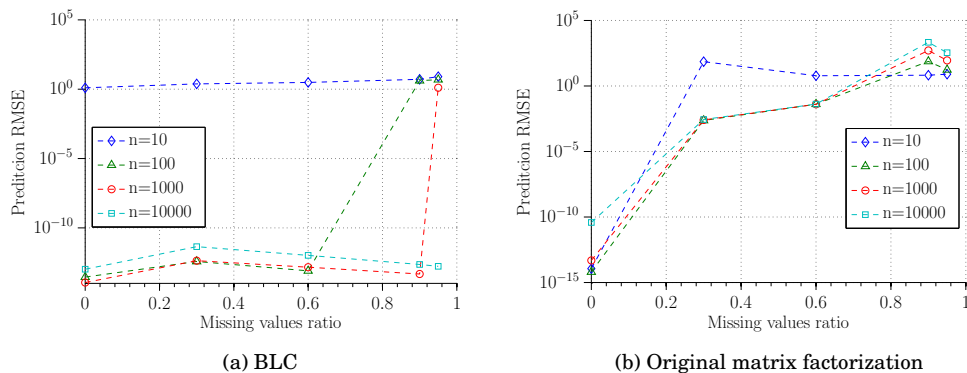 10^5
10^0
10^-5
10^-10
Preditcion RMSE
n=10
n=100
n=1000
n=10000
0
0.2
0.4
0.6
0.8
1
Missing values ratio
(a) BLC
10^5
10^0
10^-5
10^-10
10^-15
Preditcion RMSE
n=10
n=100
n=1000
n=10000
0
0.2
0.4
0.6
0.8
1
Missing values ratio
(b) Original matrix factorization